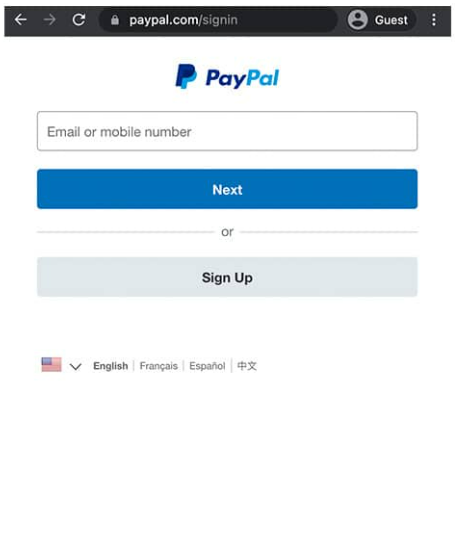 paypal.com/signin Guest
PayPal
Email or mobile number
Next
or
Sign Up
English Français Español 中文